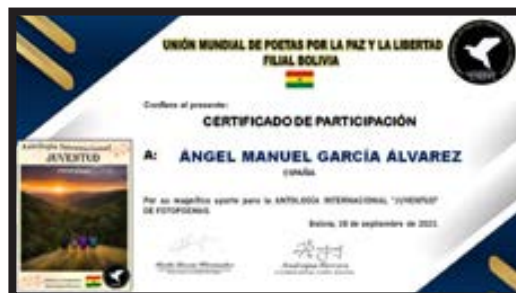 UNIÓN MUNDIAL DE POETAS POR LA PAZ Y LA LIBERTAD
FILIAL BOLIVIA
Confiere el presente:
CERTIFICADO DE PARTICIPACIÓN
A: ÁNGEL MANUEL GARCÍA ÁLVAREZ
ESPAÑA
Por su magnífico aporte para la ANTOLOGÍA INTERNACIONAL "JUVENTUD"
DE FOTOPOEMAS.
Bolivia, 28 de septiembre de 2023.
Antología Internacional
JUVENTUD